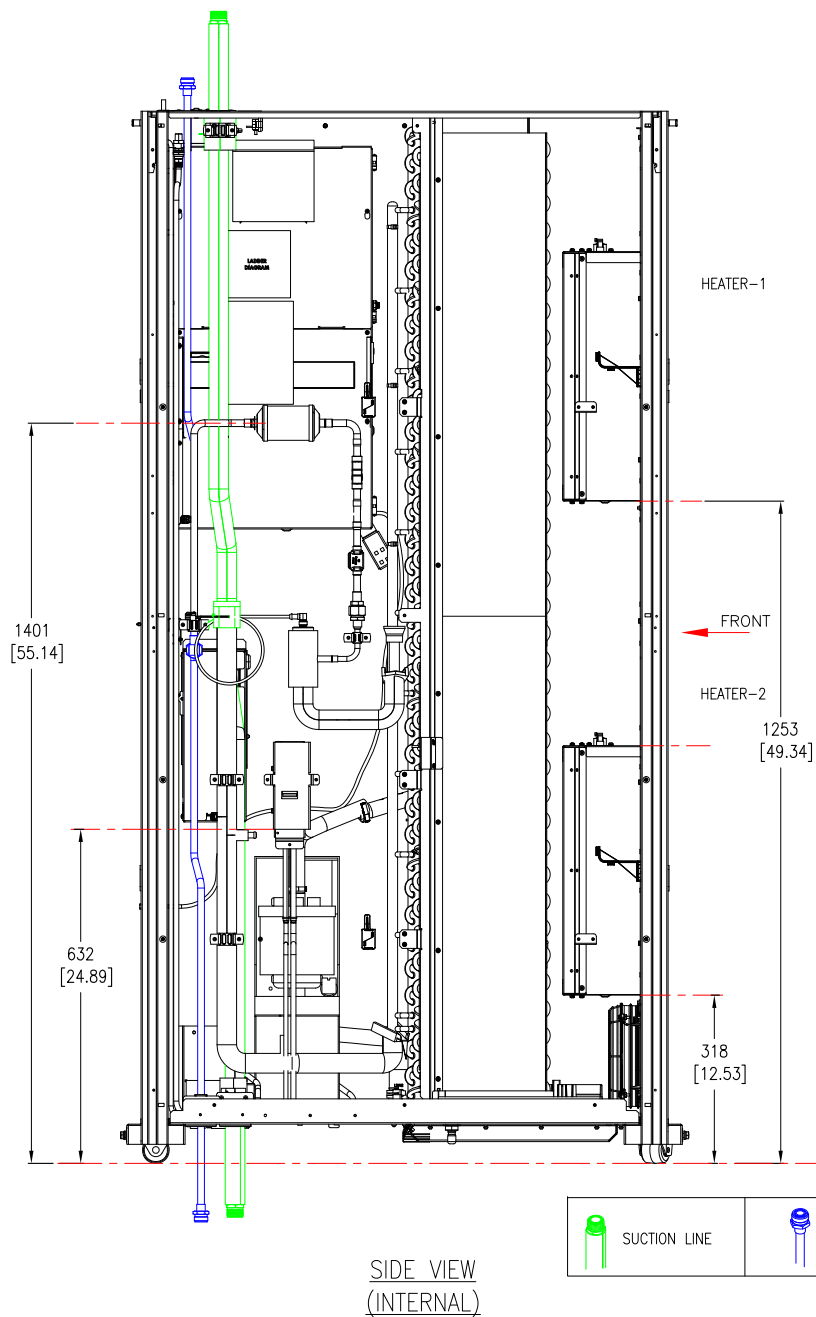 LADDER
DIAGRAM
HEATER-1
FRONT
1401
[55.14]
HEATER-2
1253
[49.34]
632
[24.89]
318
[12.53]
SUCTION LINE
SIDE VIEW
(INTERNAL)